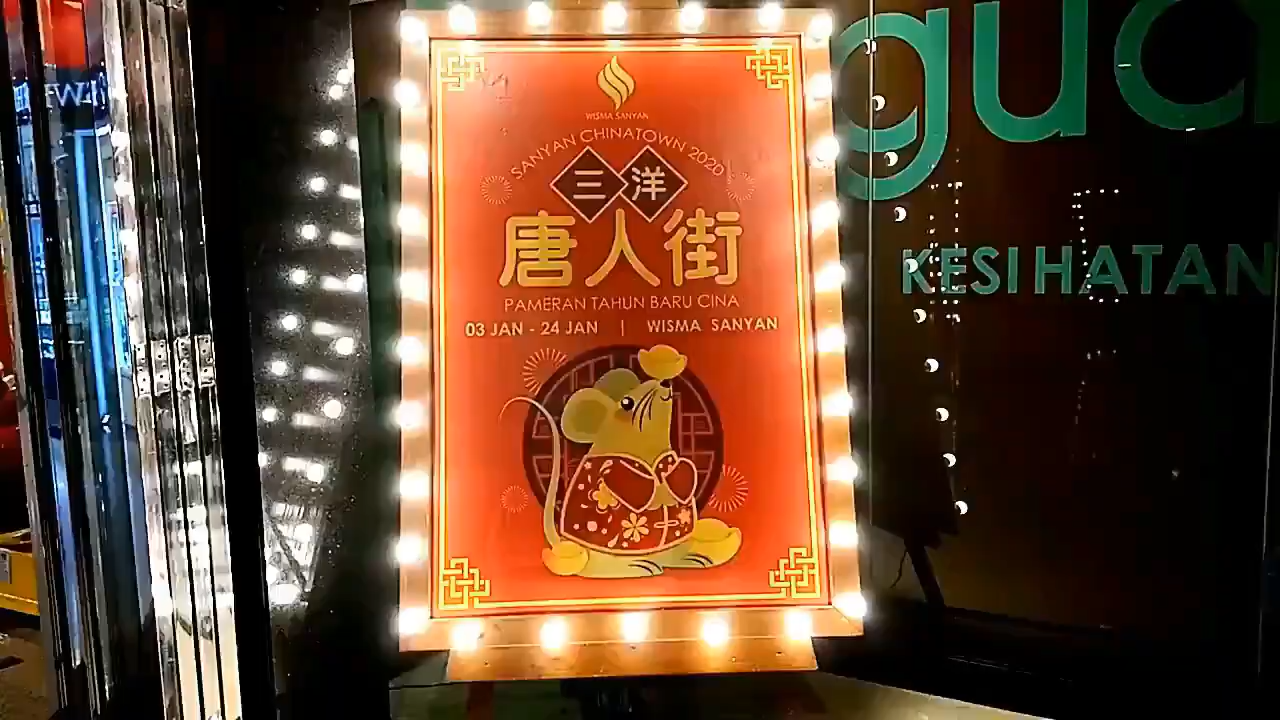 WISMA SANYAN
SANYAN CHINATOWN 2020
三洋
唐人街
PAMERAN TAHUN BARU CINA
03 JAN - 24 JAN | WISMA SANYAN
KESIHATAN